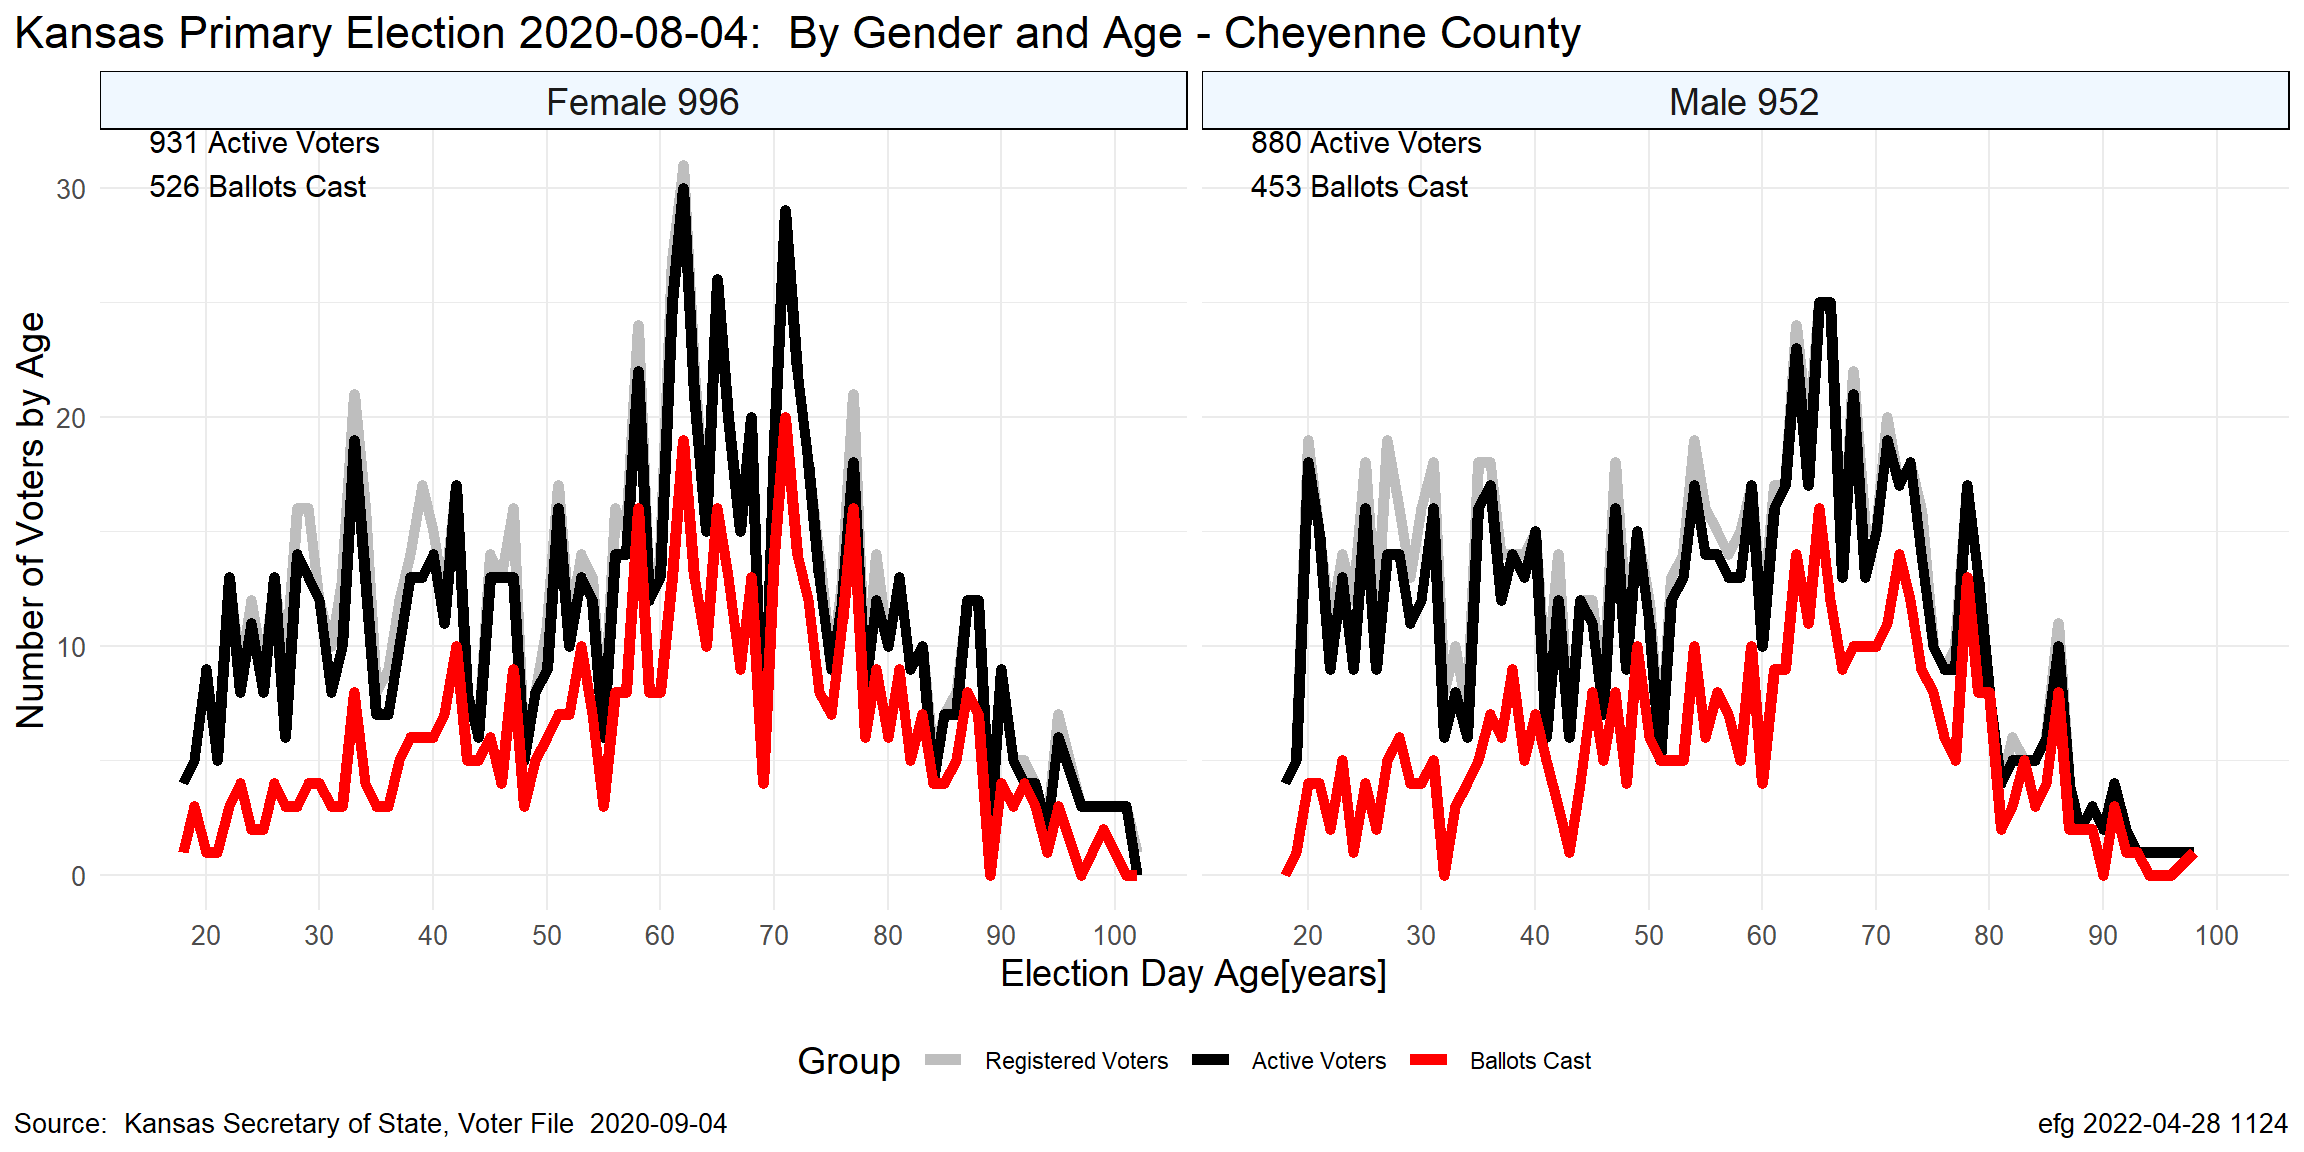 Kansas Primary Election 2020-08-04:  By Gender and Age - Cheyenne County
Female 996
Male 952
931 Active Voters
526 Ballots Cast
880 Active Voters
453 Ballots Cast
Number of Voters by Age
30
20
10
0
20 30 40 50 60 70 80 90 100
20 30 40 50 60 70 80 90 100
Election Day Age[years]
Group Registered Voters Active Voters Ballots Cast
Source:  Kansas Secretary of State, Voter File  2020-09-04
efg 2022-04-28 1124